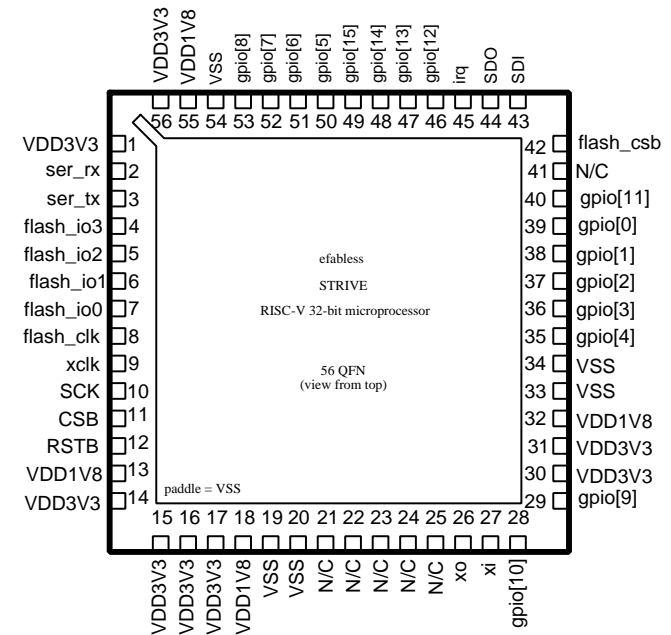 VDD3V3
VDD1V8
VSS
gpio[8]
gpio[7]
gpio[6]
gpio[5]
gpio[15]
gpio[14]
gpio[13]
gpio[12]
irq
SDO
SDI
56 55 54 53 52 51 50 49 48 47 46 45 44 43
VDD3V3 1
ser_rx 2
ser_tx 3
flash_io3 4
flash_io2 5
flash_io1 6
flash_io0 7
flash_clk 8
xclk 9
SCK 10
CSB 11
RSTB 12
VDD1V8 13
VDD3V3 14
efabless
STRIVE
RISC-V 32-bit microprocessor
56 QFN
(view from top)
paddle = VSS
42 flash_csb
41 N/C
40 gpio[11]
39 gpio[0]
38 gpio[1]
37 gpio[2]
36 gpio[3]
35 gpio[4]
34 VSS
33 VSS
32 VDD1V8
31 VDD3V3
30 VDD3V3
29 gpio[9]
15 16 17 18 19 20 21 22 23 24 25 26 27 28
VDD3V3
VDD3V3
VDD3V3
VDD1V8
VSS
VSS
N/C
N/C
N/C
N/C
N/C
xo
xi
gpio[10]